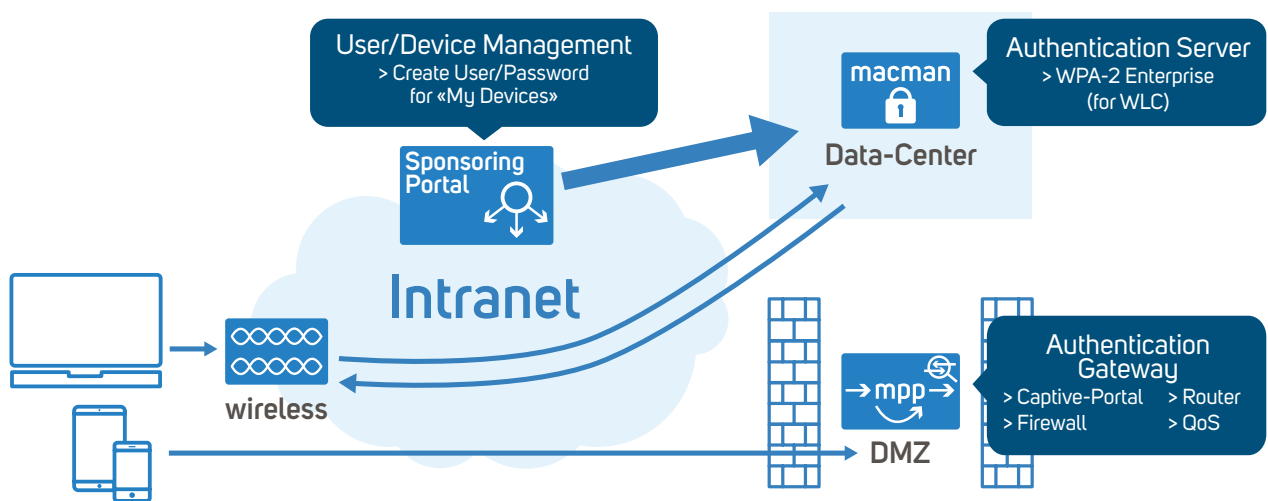 User/Device Management
> Create User/Password
for «My Devices»
macman
Authentication Server
> WPA-2 Enterprise
(for WLC)
Data-Center
Sponsoring
Portal
Intranet
wireless
mpp
DMZ
Authentication
Gateway
> Captive-Portal > Router
> Firewall > QoS